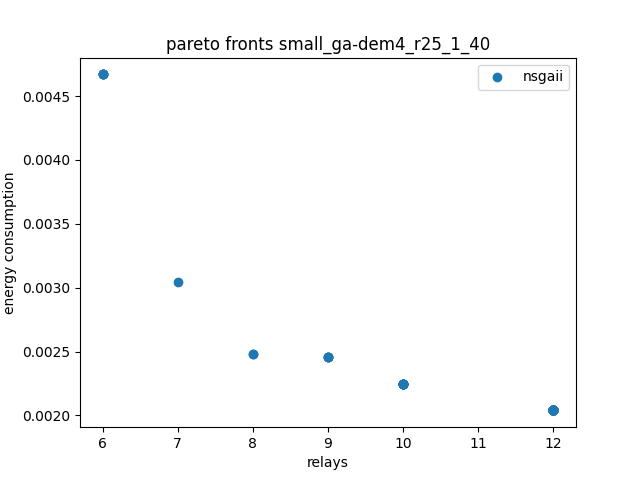 pareto fronts small_ga-dem4_r25_1_40
nsgaii
energy consumption
0.0045
0.0040
0.0035
0.0030
0.0025
0.0020
6 7 8 9 10 11 12
relays